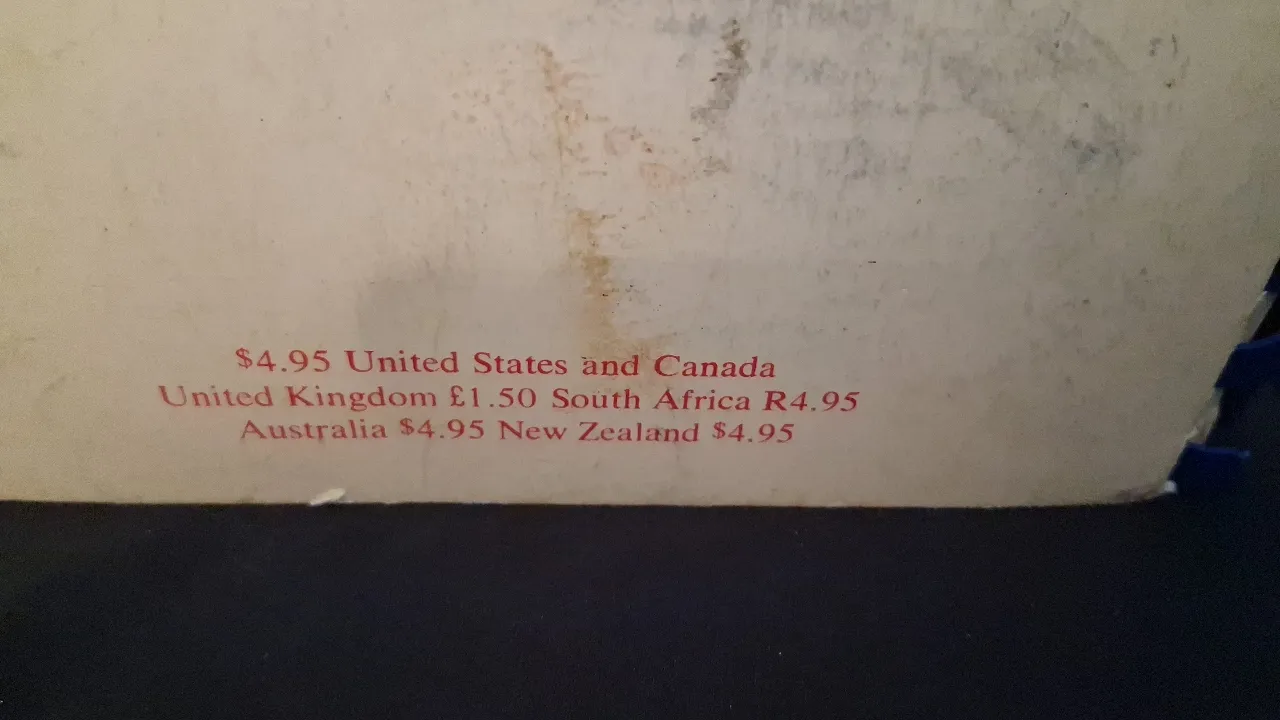 $4.95 United States and Canada
United Kingdom £1.50 South Africa R4.95
Australia $4.95 New Zealand $4.95